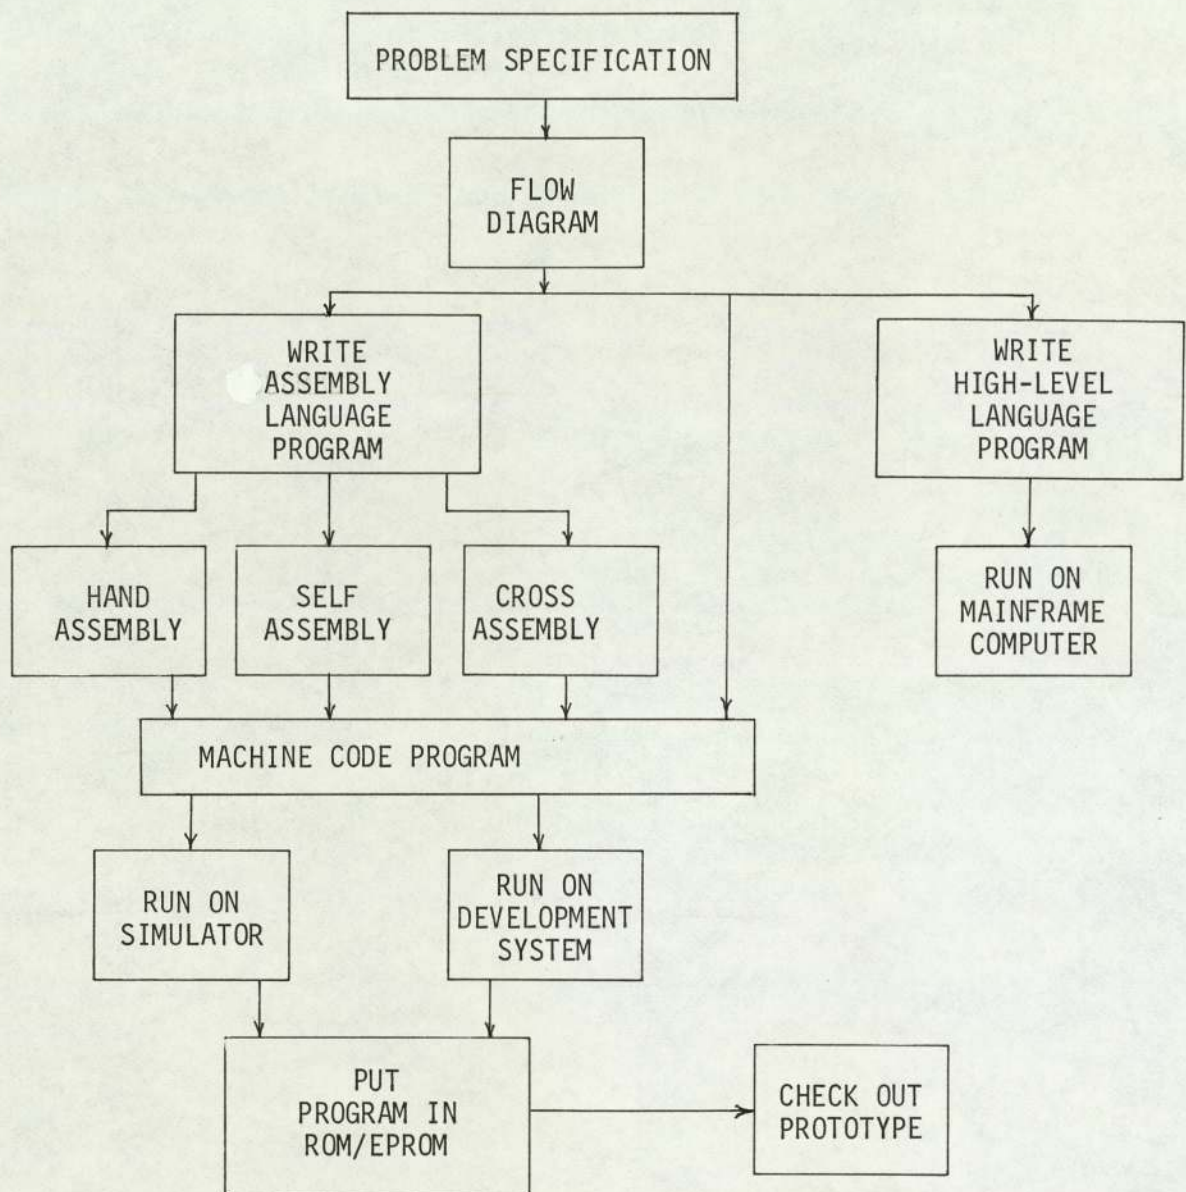 PROBLEM SPECIFICATION
FLOW
DIAGRAM
WRITE
ASSEMBLY
LANGUAGE
PROGRAM
WRITE
HIGH-LEVEL
LANGUAGE
PROGRAM
HAND
ASSEMBLY
SELF
ASSEMBLY
CROSS
ASSEMBLY
RUN ON
MAINFRAME
COMPUTER
MACHINE CODE PROGRAM
RUN ON
SIMULATOR
RUN ON
DEVELOPMENT
SYSTEM
PUT
PROGRAM IN
ROM/EPROM
CHECK OUT
PROTOTYPE